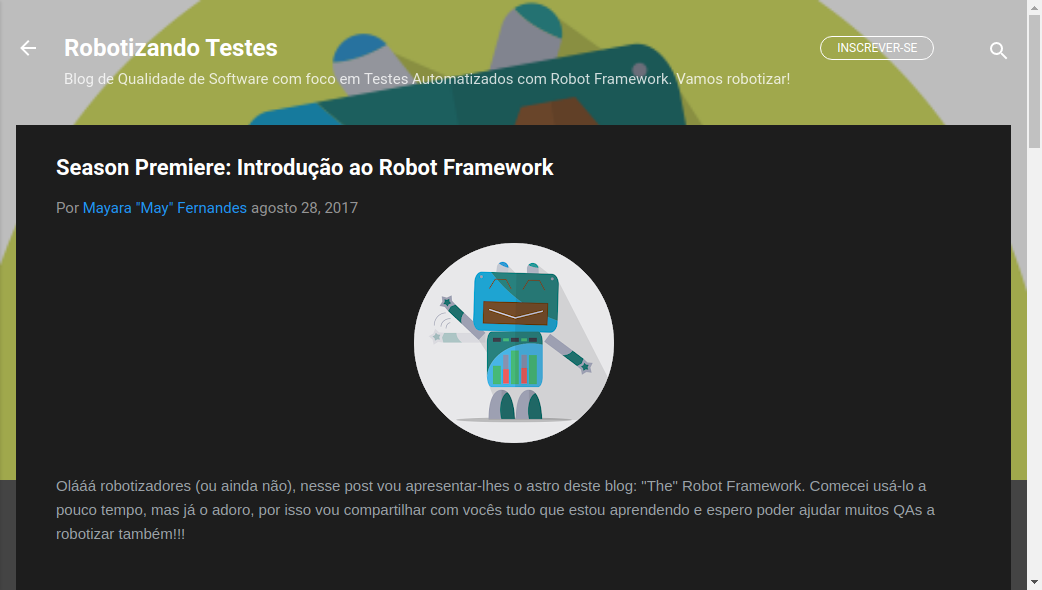 Robotizando Testes
INSCREVER-SE
Blog de Qualidade de Software com foco em Testes Automatizados com Robot Framework. Vamos robotizar!
Season Premiere: Introdução ao Robot Framework
Por Mayara "May" Fernandes agosto 28, 2017
Olááá robotizadores (ou ainda não), nesse post vou apresentar-lhes o astro deste blog: "The" Robot Framework. Comecei usá-lo a
pouco tempo, mas já o adoro, por isso vou compartilhar com vocês tudo que estou aprendendo e espero poder ajudar muitos QAs a
robotizar também!!!